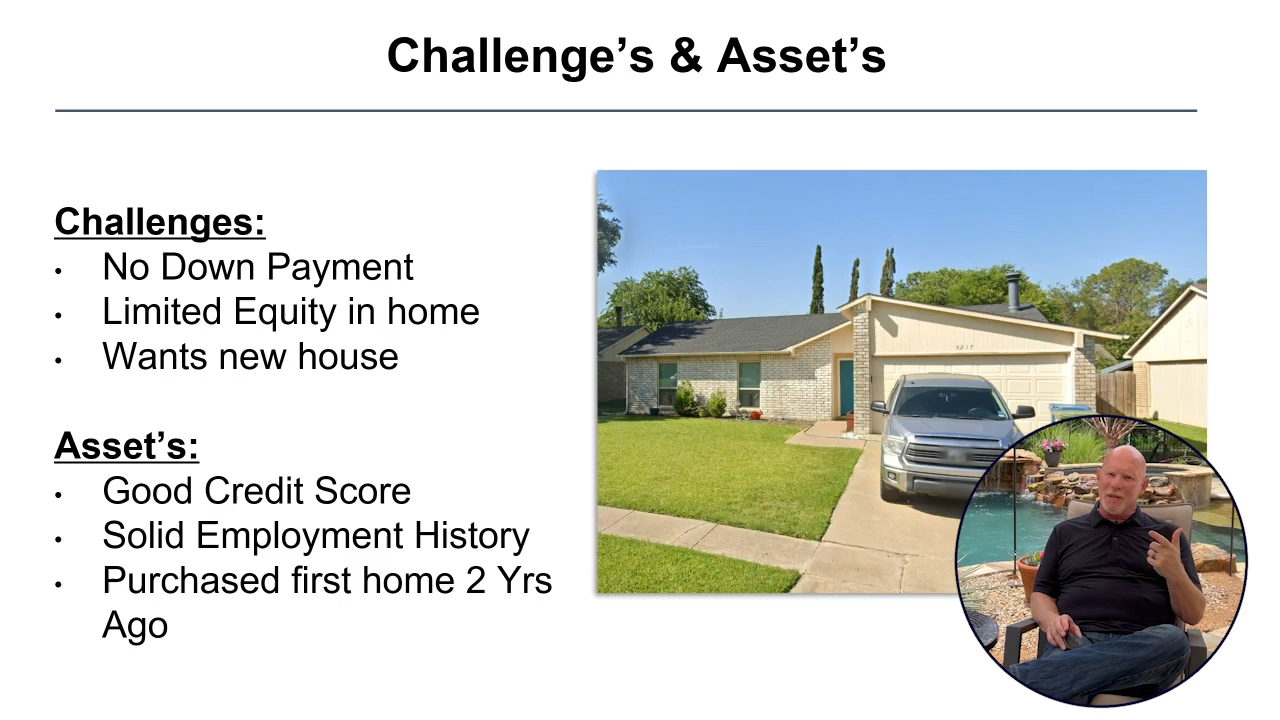 Challenge’s & Asset’s
Challenges:
• No Down Payment
• Limited Equity in home
• Wants new house
Asset’s:
• Good Credit Score
• Solid Employment History
• Purchased first home 2 Yrs
Ago